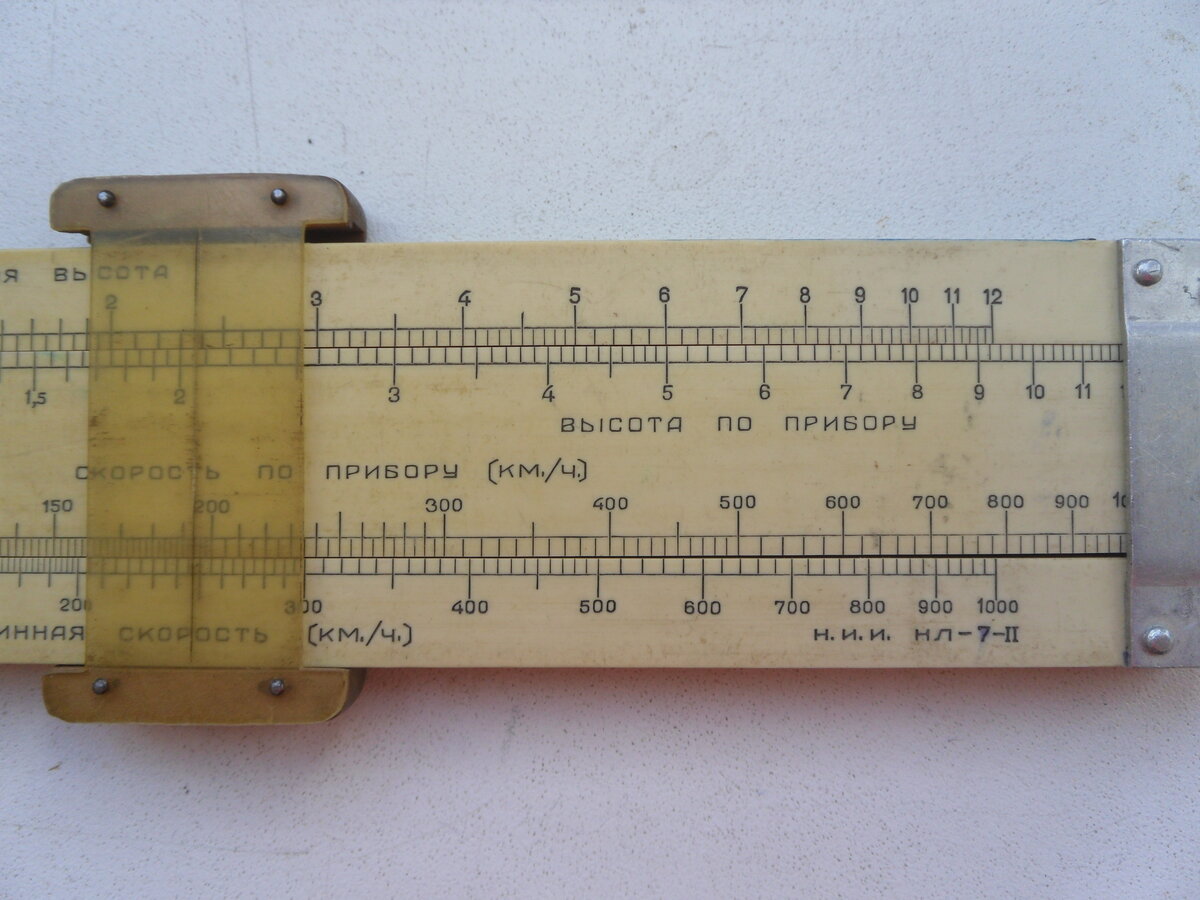 Я ВЫСОТА
2 3 4 5 6 7 8 9 10 11 12
1,5 2 3 4 5 6 7 8 9 10 11
ВЫСОТА ПО ПРИБОРУ
СКОРОСТЬ ПО ПРИБОРУ (КМ./Ч.)
150 200 300 400 500 600 700 800 900
200 300 400 500 600 700 800 900 1000
ИННАЯ СКОРОСТЬ (КМ./Ч.) Н.И.И. НЛ-7-II